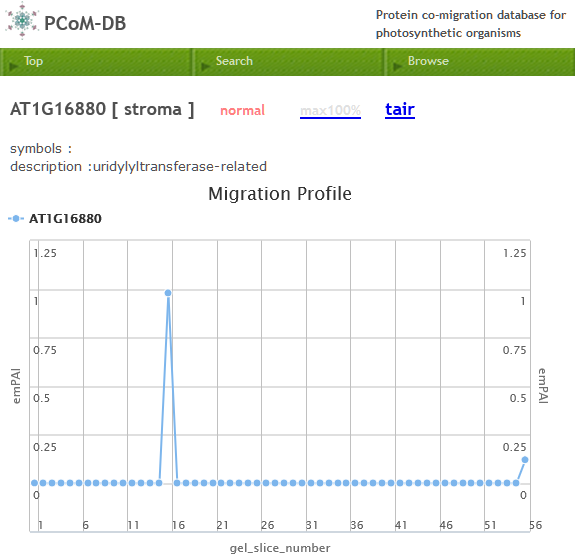 PCoM-DB
Protein co-migration database for
photosynthetic organisms
Top Search Browse
AT1G16880 [ stroma ] normal max100% tair
symbols :
description :uridylyltransferase-related
Migration Profile
AT1G16880
1.25 1.25
1 1
0.75 0.75
emPAI emPAI
0.5 0.5
0.25 0.25
0 0
1 6 11 16 21 26 31 36 41 46 51 56
gel_slice_number